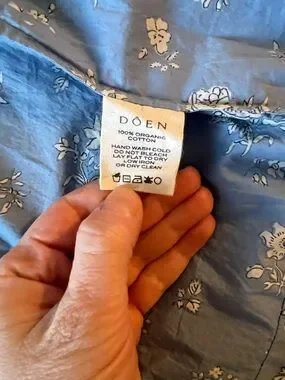 DÔEN
100% ORGANIC
COTTON
HAND WASH COLD
DO NOT BLEACH
LAY FLAT TO DRY
LOW IRON
OR DRY CLEAN